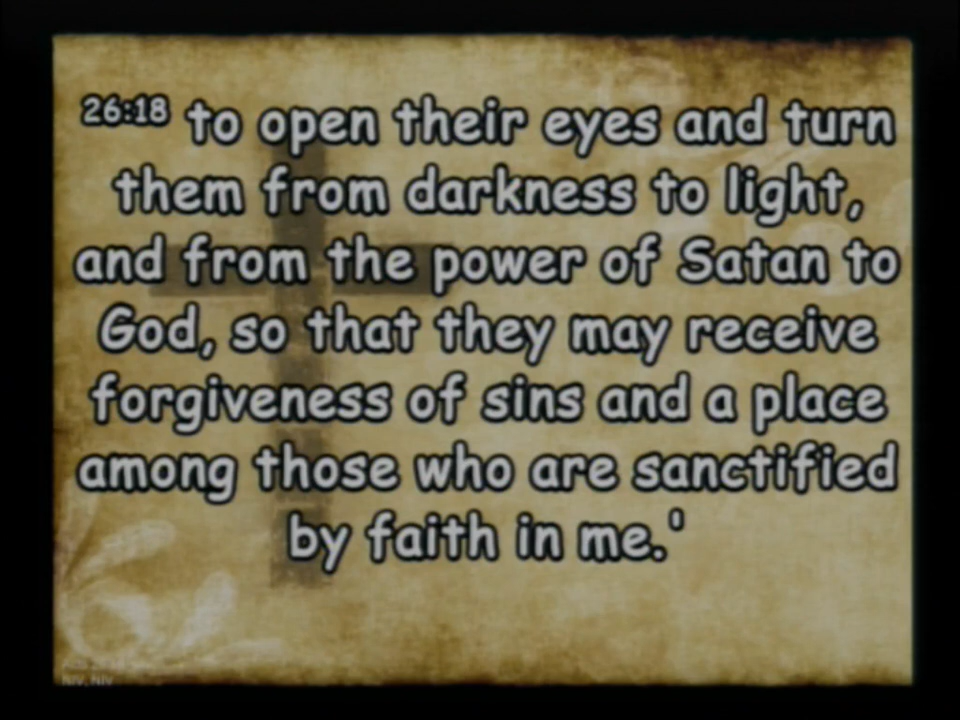 26:18 to open their eyes and turn
them from darkness to light,
and from the power of Satan to
God, so that they may receive
forgiveness of sins and a place
among those who are sanctified
by faith in me.'
NIV, NIV